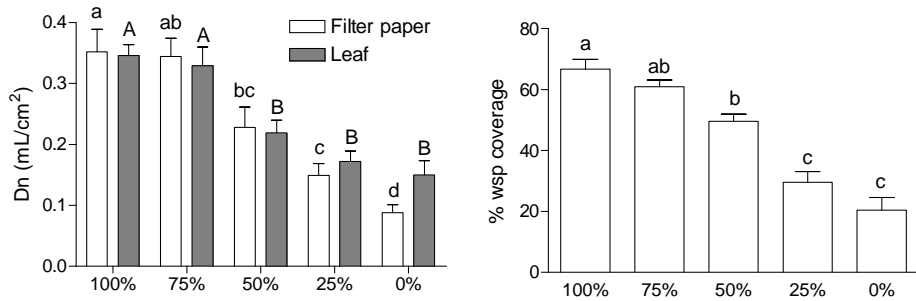 0.4
0.3
0.2
0.1
0.0
Dn (mL/cm²)
a
A
ab
A
bc
B
c
B
d
B
Filter paper
Leaf
100%
75%
50%
25%
0%
80
60
40
20
0
% wsp coverage
a
ab
b
c
c
100%
75%
50%
25%
0%